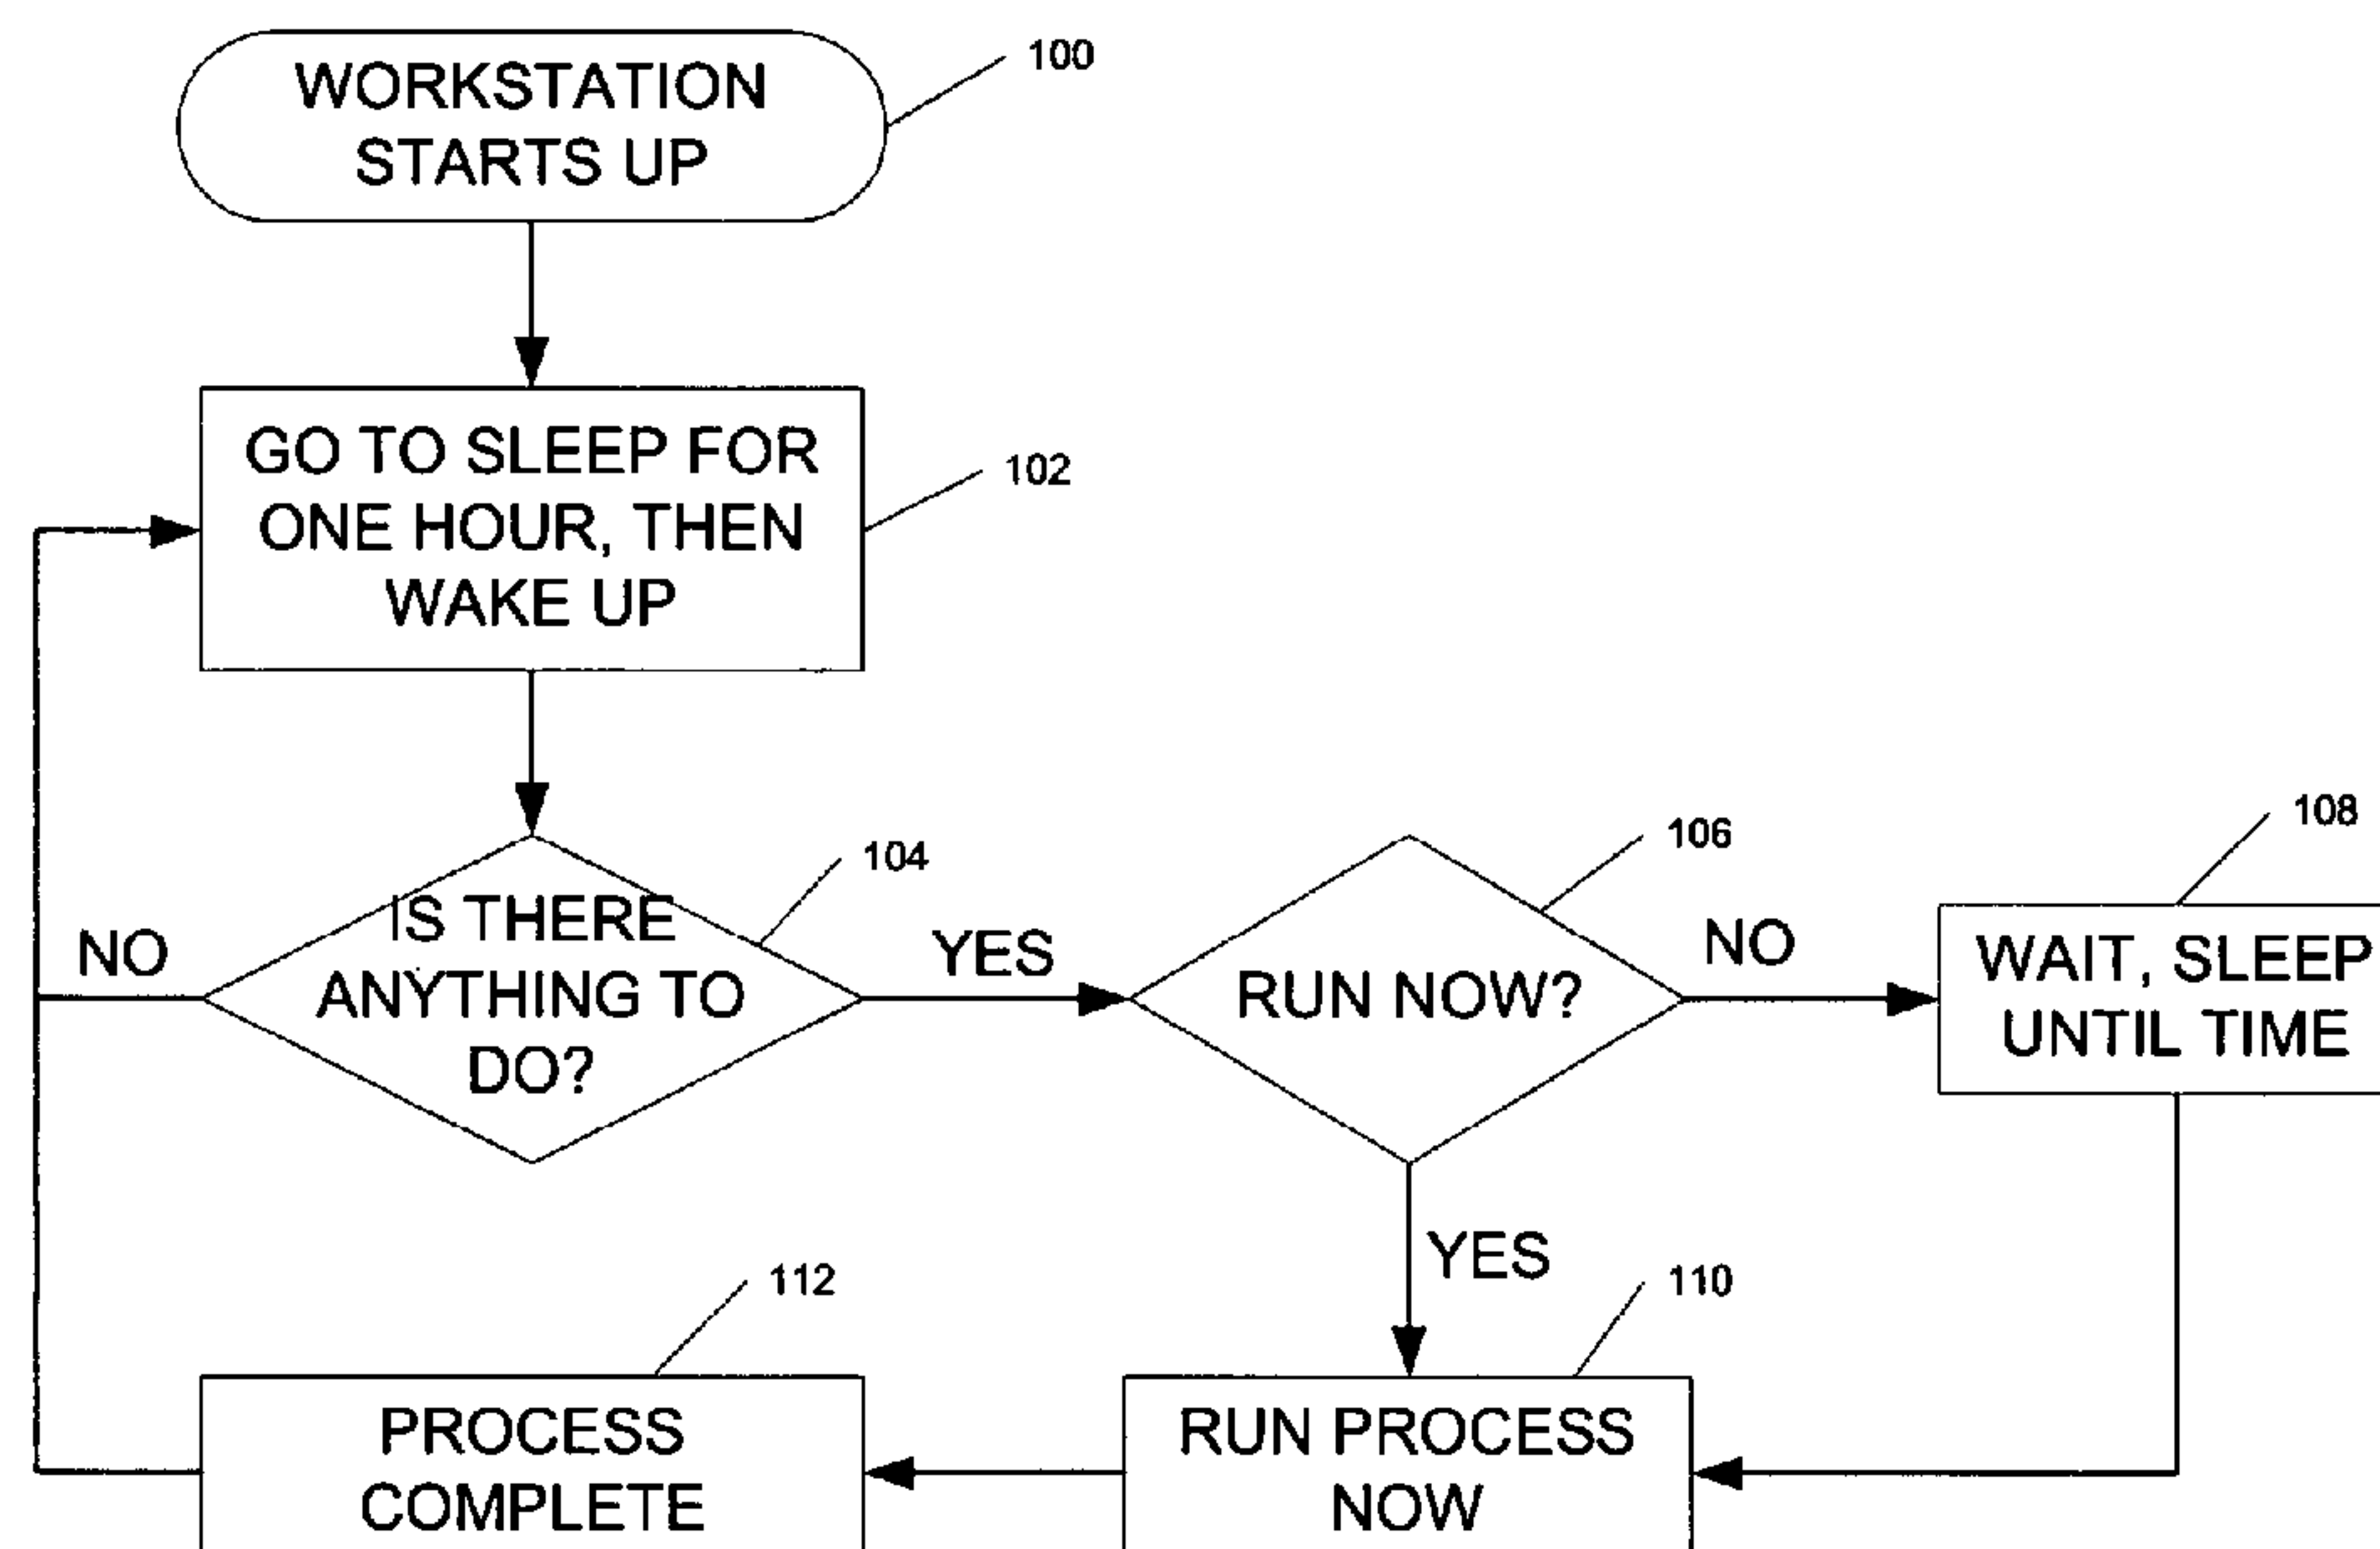 WORKSTATION
STARTS UP
100
GO TO SLEEP FOR
ONE HOUR, THEN
WAKE UP
102
IS THERE
ANYTHING TO
DO?
104
NO
YES
RUN NOW?
106
NO
WAIT, SLEEP
UNTIL TIME
108
YES
RUN PROCESS
NOW
110
PROCESS
COMPLETE
112